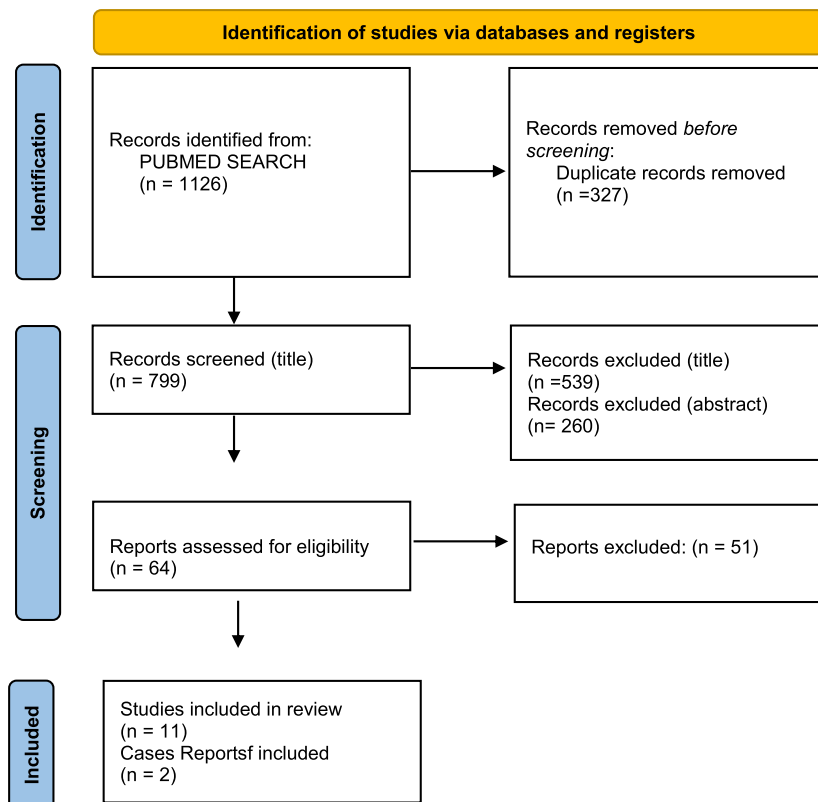 Identification of studies via databases and registers
Identification
Records identified from:
PUBMED SEARCH
(n = 1126)
Records removed before
screening:
Duplicate records removed
(n =327)
Screening
Records screened (title)
(n = 799)
Records excluded (title)
(n =539)
Records excluded (abstract)
(n= 260)
Reports assessed for eligibility
(n = 64)
Reports excluded: (n = 51)
Included
Studies included in review
(n = 11)
Cases Reportsf included
(n = 2)